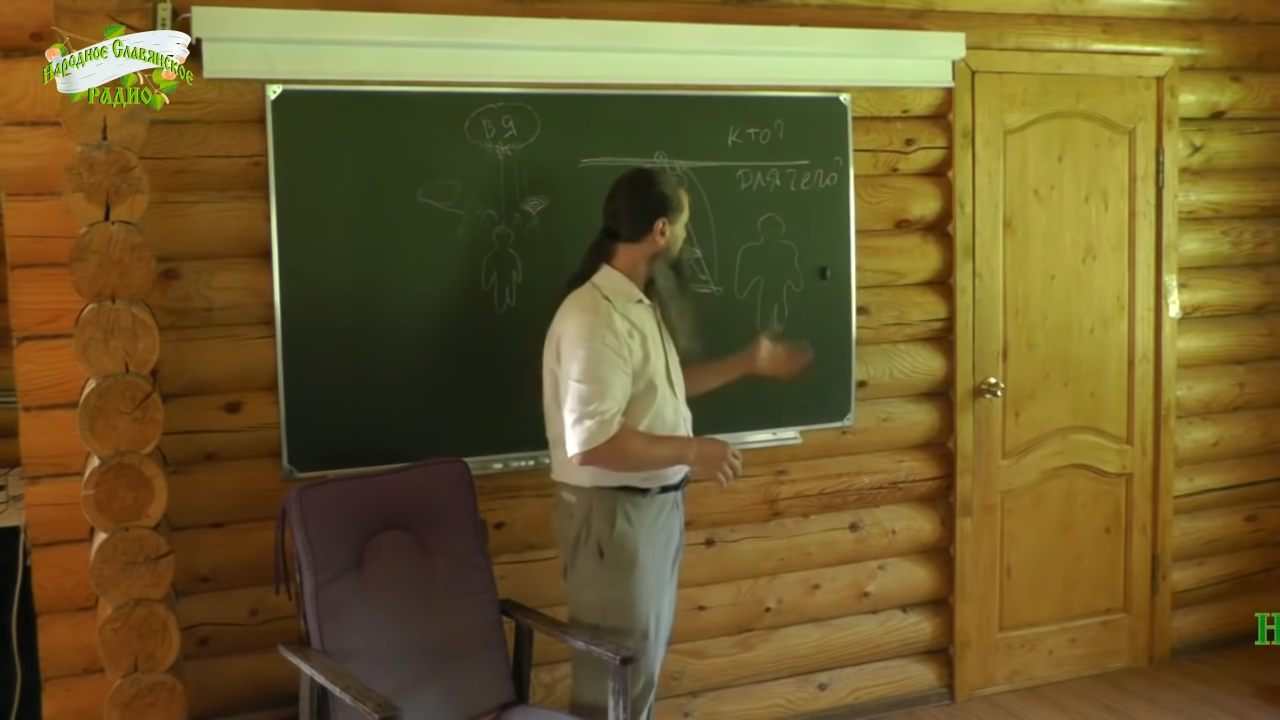 Народное Славянское
РАДИО
ВЯ
КТО?
ДЛЯ ЧЕГО?
Н